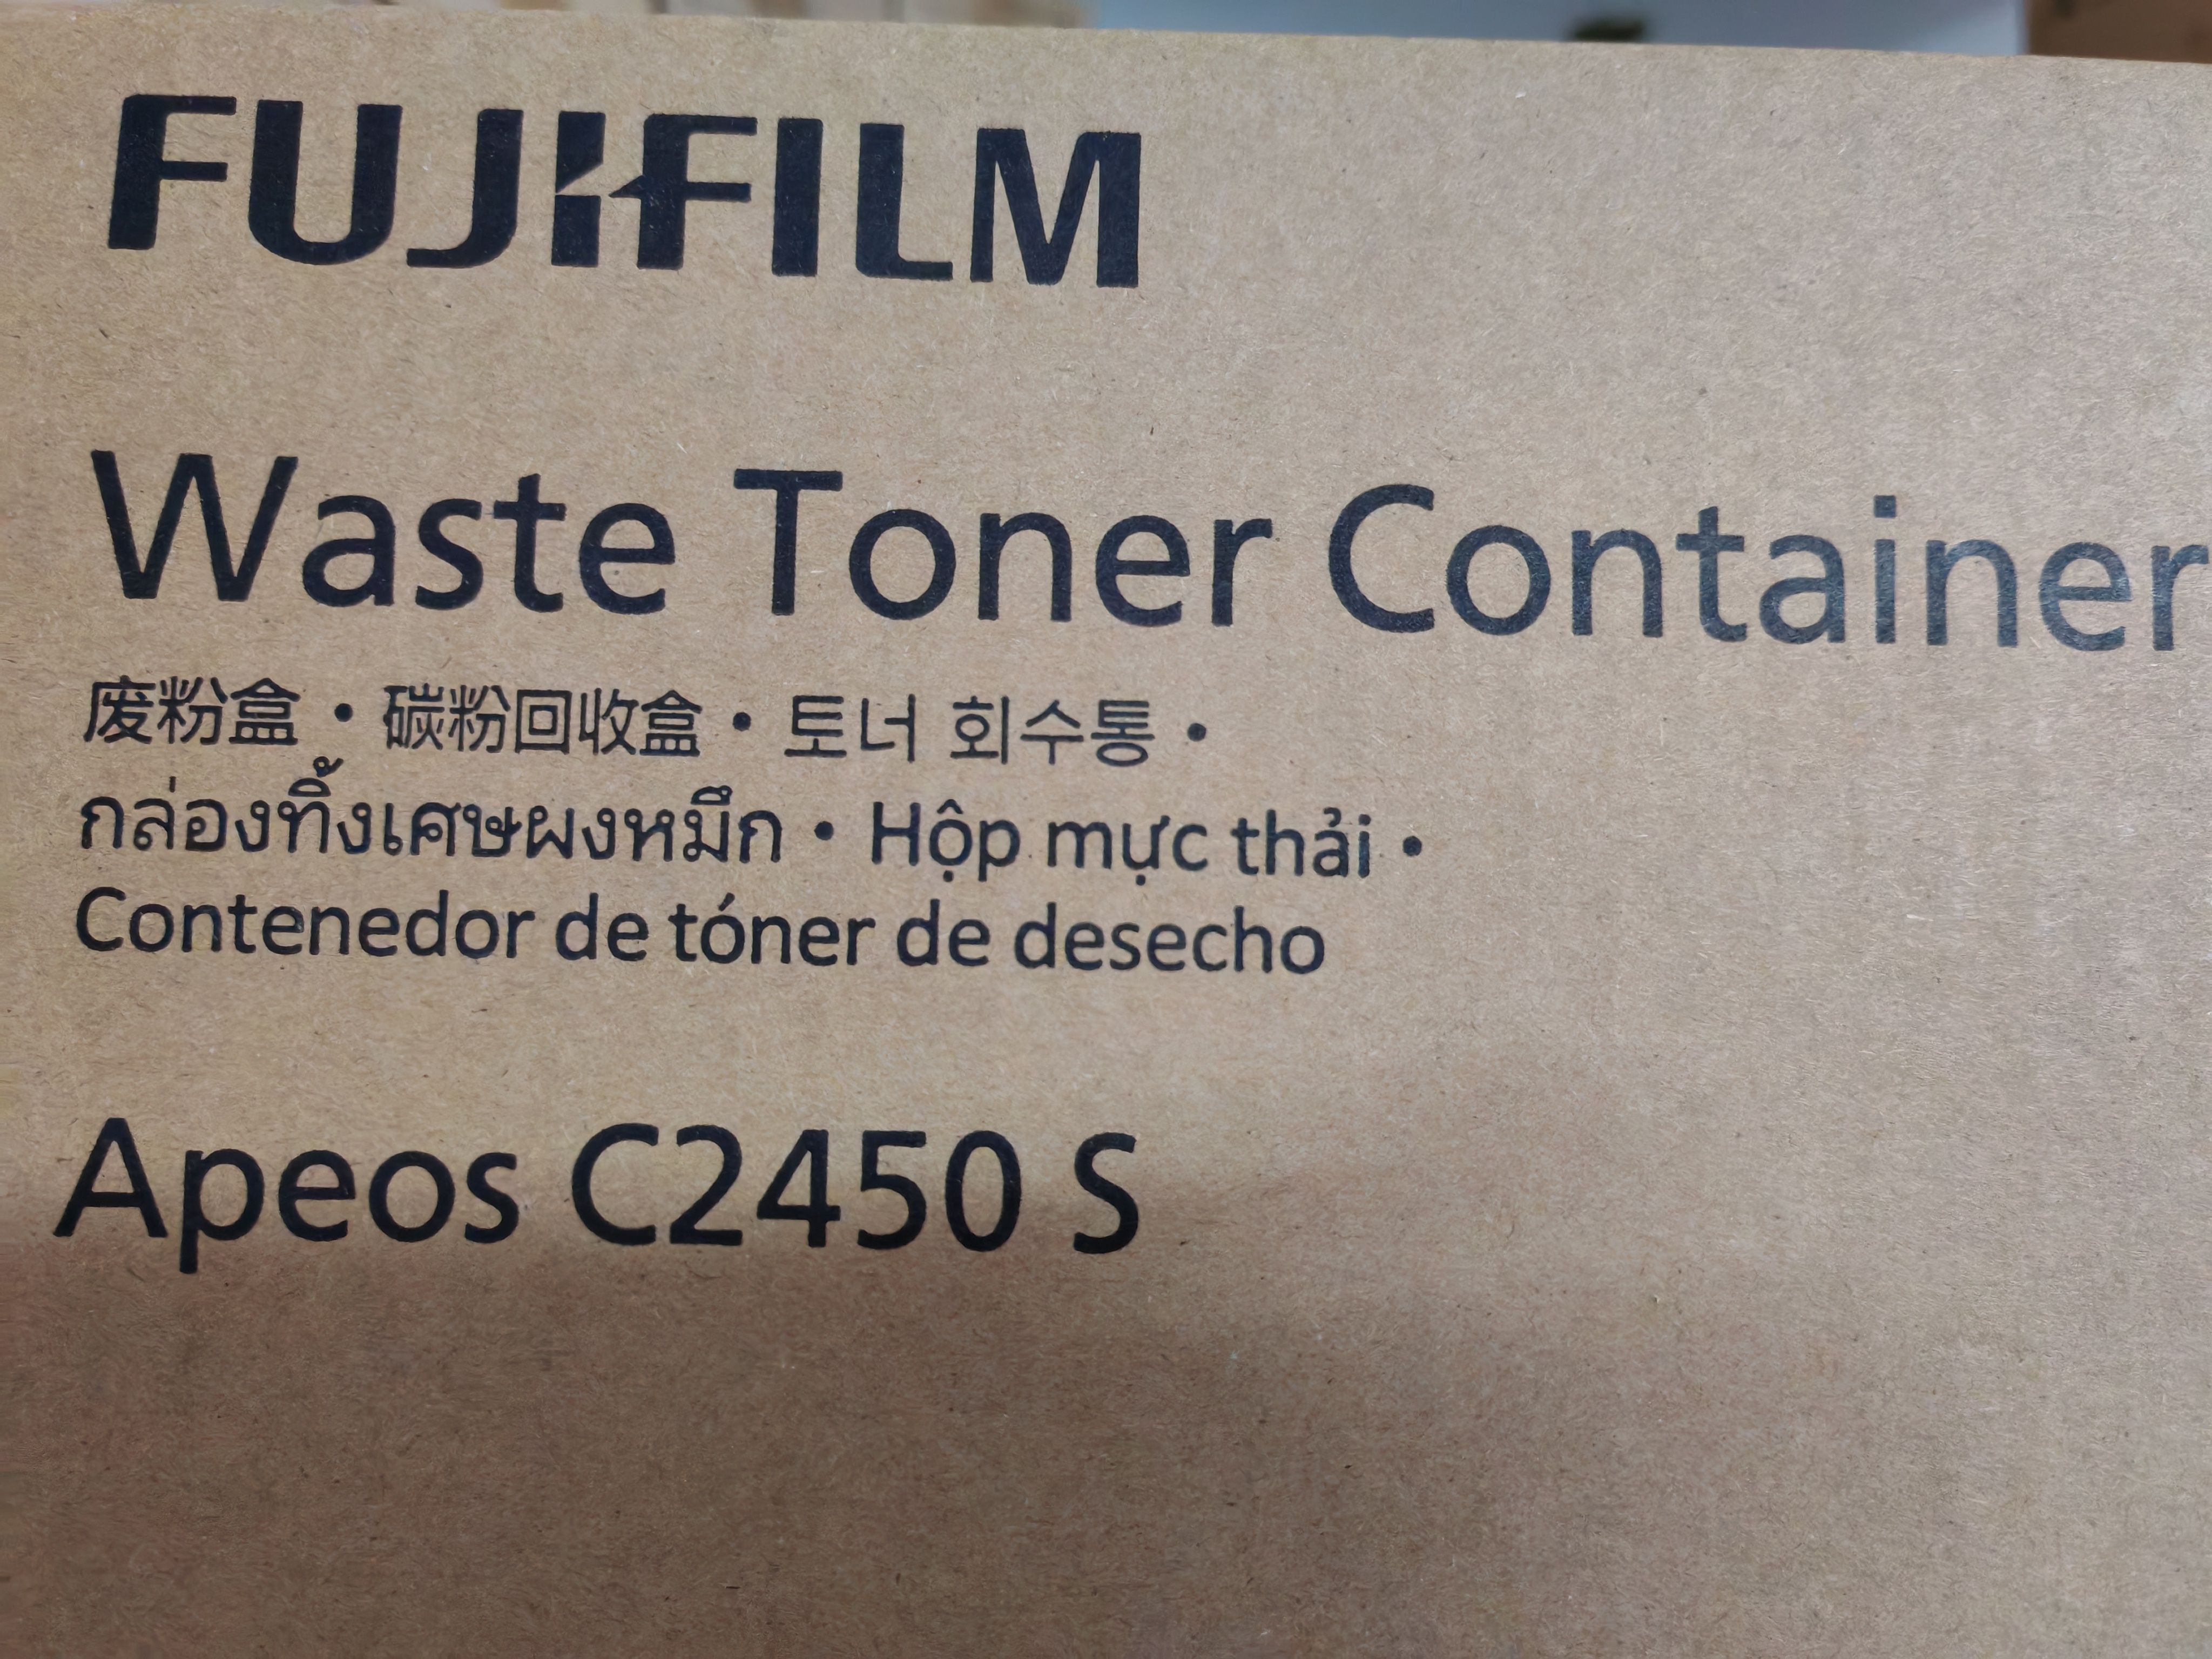 FUJIFILM
Waste Toner Container
废粉盒・碳粉回收盒・토너 회수통・
กล่องทิ้งเศษผงหมึก・Hộp mực thải・
Contenedor de tóner de desecho
Apeos C2450 S